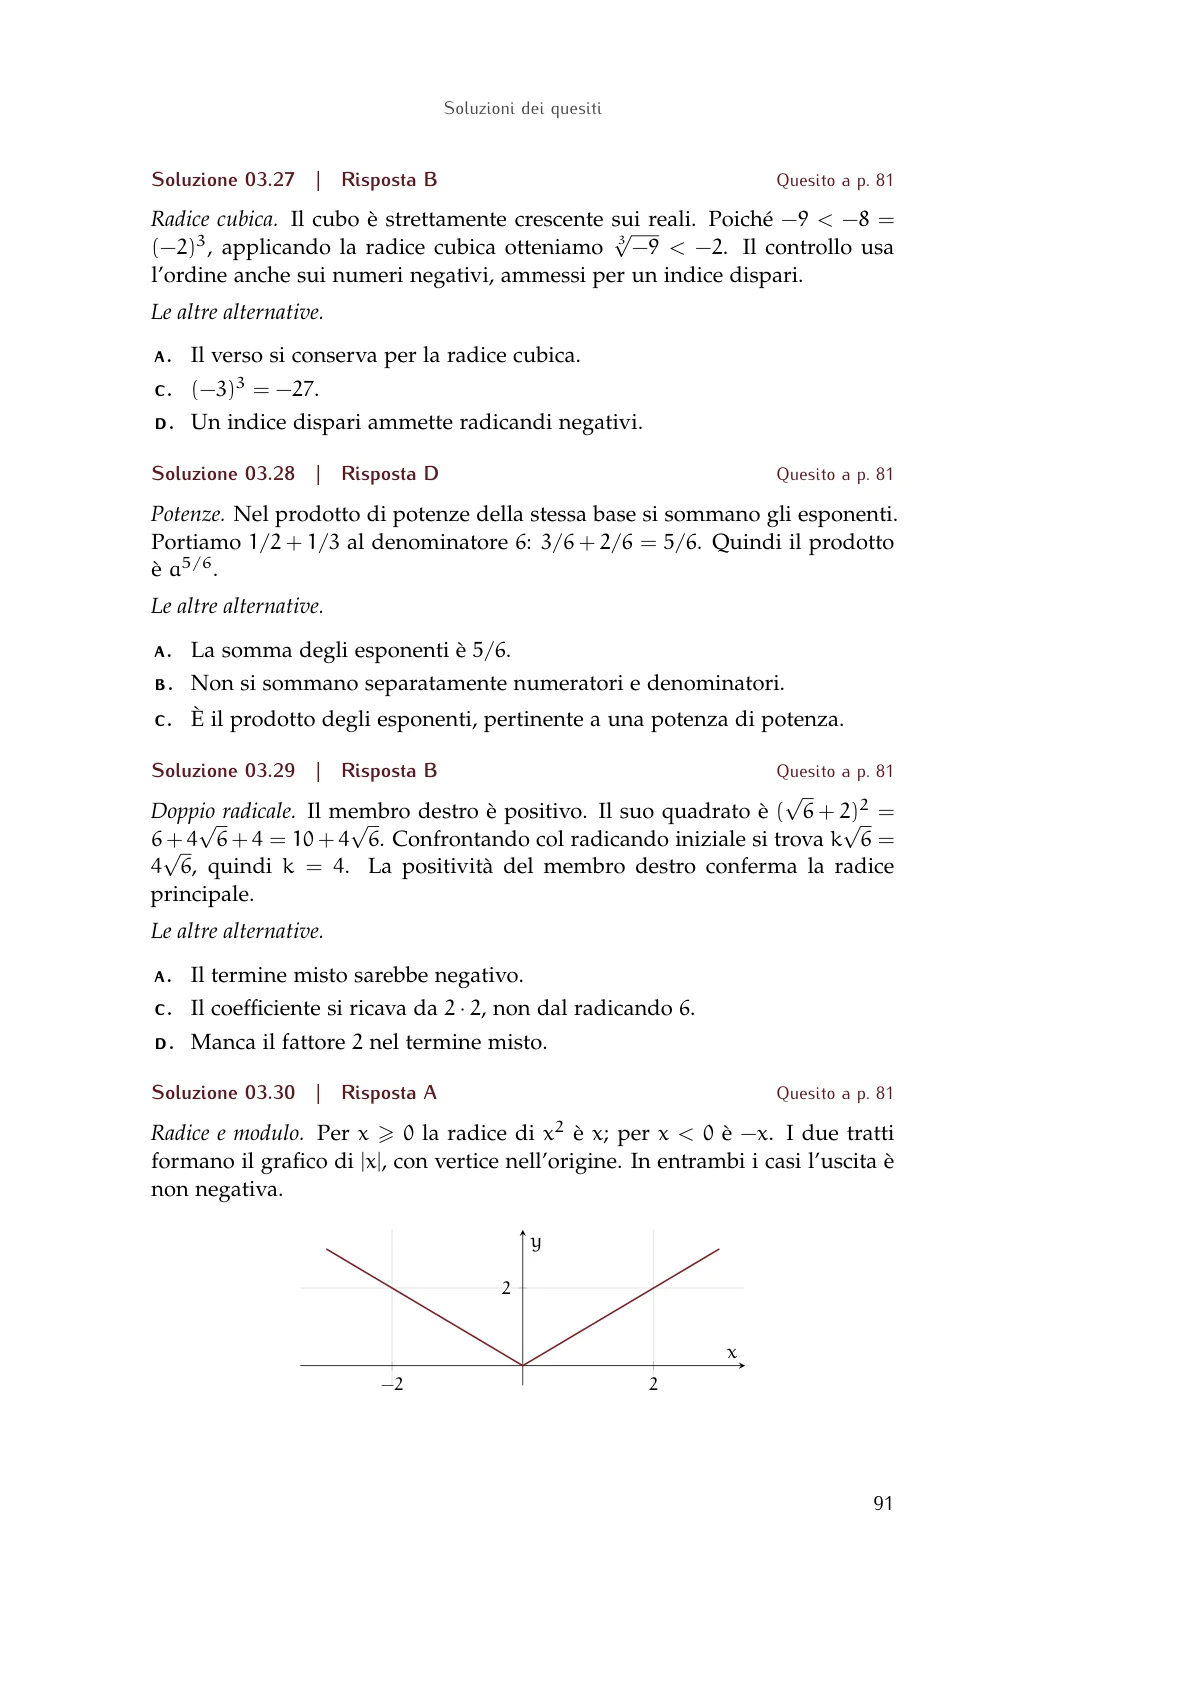 Soluzioni dei quesiti
Soluzione 03.27 | Risposta B Quesito a p. 81
Radice cubica. Il cubo è strettamente crescente sui reali. Poiché −9 < −8 =
(−2)³, applicando la radice cubica otteniamo ∛−9 < −2. Il controllo usa
l'ordine anche sui numeri negativi, ammessi per un indice dispari.
Le altre alternative.
A. Il verso si conserva per la radice cubica.
C. (−3)³ = −27.
D. Un indice dispari ammette radicandi negativi.
Soluzione 03.28 | Risposta D Quesito a p. 81
Potenze. Nel prodotto di potenze della stessa base si sommano gli esponenti.
Portiamo 1/2 + 1/3 al denominatore 6: 3/6 + 2/6 = 5/6. Quindi il prodotto
è a^5/6.
Le altre alternative.
A. La somma degli esponenti è 5/6.
B. Non si sommano separatamente numeratori e denominatori.
C. È il prodotto degli esponenti, pertinente a una potenza di potenza.
Soluzione 03.29 | Risposta B Quesito a p. 81
Doppio radicale. Il membro destro è positivo. Il suo quadrato è (√6 + 2)² =
6 + 4√6 + 4 = 10 + 4√6. Confrontando col radicando iniziale si trova k√6 =
4√6, quindi k = 4. La positività del membro destro conferma la radice
principale.
Le altre alternative.
A. Il termine misto sarebbe negativo.
C. Il coefficiente si ricava da 2 · 2, non dal radicando 6.
D. Manca il fattore 2 nel termine misto.
Soluzione 03.30 | Risposta A Quesito a p. 81
Radice e modulo. Per x ⩾ 0 la radice di x² è x; per x < 0 è −x. I due tratti
formano il grafico di |x|, con vertice nell'origine. In entrambi i casi l'uscita è
non negativa.
y
2
x
−2 2
91